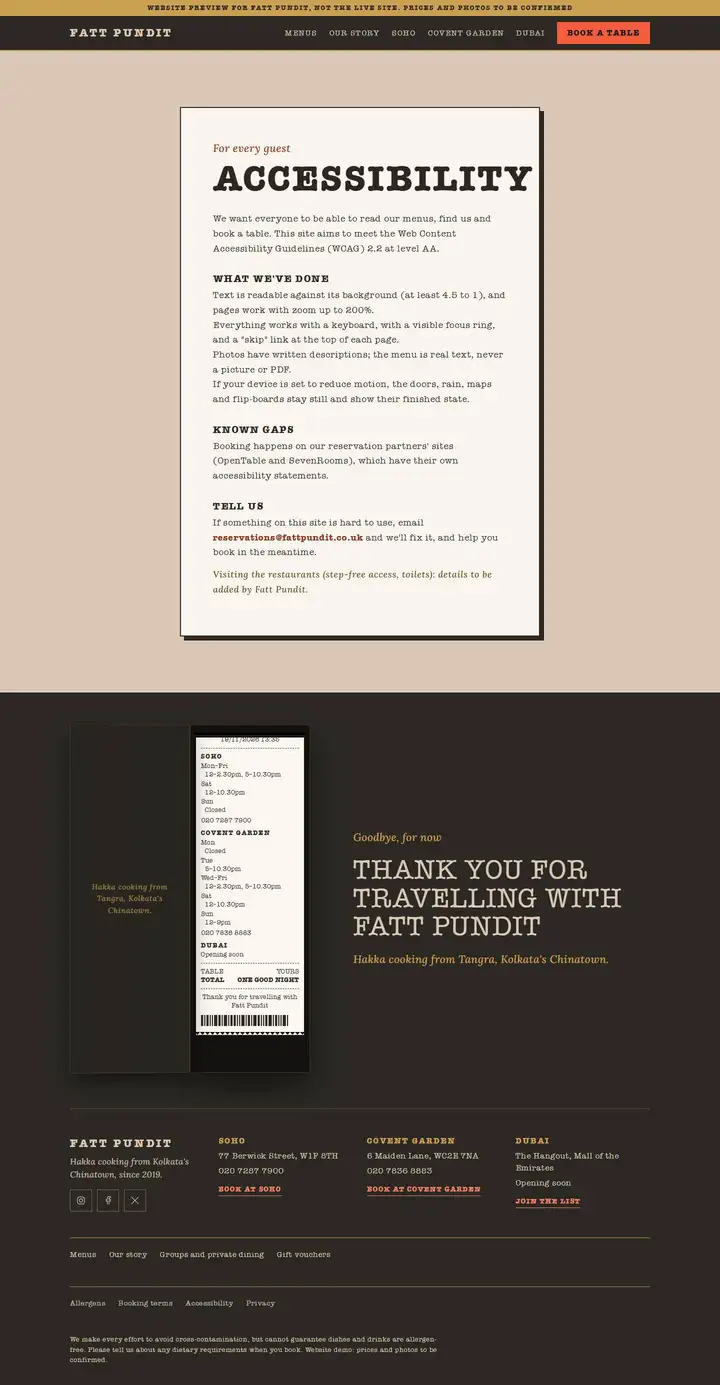 WEBSITE PREVIEW FOR FATT PUNDIT, NOT THE LIVE SITE. PRICES AND PHOTOS TO BE CONFIRMED
FATT PUNDIT
MENUS OUR STORY SOHO COVENT GARDEN DUBAI BOOK A TABLE
For every guest
ACCESSIBILITY
We want everyone to be able to read our menus, find us and
book a table. This site aims to meet the Web Content
Accessibility Guidelines (WCAG) 2.2 at level AA.
WHAT WE'VE DONE
Text is readable against its background (at least 4.5 to 1), and
pages work with zoom up to 200%.
Everything works with a keyboard, with a visible focus ring,
and a "skip" link at the top of each page.
Photos have written descriptions; the menu is real text, never
a picture or PDF.
If your device is set to reduce motion, the doors, rain, maps
and flip-boards stay still and show their finished state.
KNOWN GAPS
Booking happens on our reservation partners' sites
(OpenTable and SevenRooms), which have their own
accessibility statements.
TELL US
If something on this site is hard to use, email
reservations@fattpundit.co.uk and we'll fix it, and help you
book in the meantime.
Visiting the restaurants (step-free access, toilets): details to be
added by Fatt Pundit.
Hakka cooking from
Tangra, Kolkata's
Chinatown.
SOHO
Mon-Fri
12-2.30pm, 5-10.30pm
Sat
12-10.30pm
Sun
Closed
020 7287 7900
COVENT GARDEN
Mon
Closed
Tue
5-10.30pm
Wed-Fri
12-2.30pm, 5-10.30pm
Sat
12-10.30pm
Sun
12-9pm
020 7836 8883
DUBAI
Opening soon
TABLE YOURS
TOTAL ONE GOOD NIGHT
Thank you for travelling with
Fatt Pundit
Goodbye, for now
THANK YOU FOR
TRAVELLING WITH
FATT PUNDIT
Hakka cooking from Tangra, Kolkata's Chinatown.
FATT PUNDIT
Hakka cooking from Kolkata's
Chinatown, since 2019.
SOHO
77 Berwick Street, W1F 8TH
020 7287 7900
BOOK AT SOHO
COVENT GARDEN
6 Maiden Lane, WC2E 7NA
020 7836 8883
BOOK AT COVENT GARDEN
DUBAI
The Hangout, Mall of the
Emirates
Opening soon
JOIN THE LIST
Menus Our story Groups and private dining Gift vouchers
Allergens Booking terms Accessibility Privacy
We make every effort to avoid cross-contamination, but cannot guarantee dishes and drinks are allergen-
free. Please tell us about any dietary requirements when you book. Website demo: prices and photos to be
confirmed.